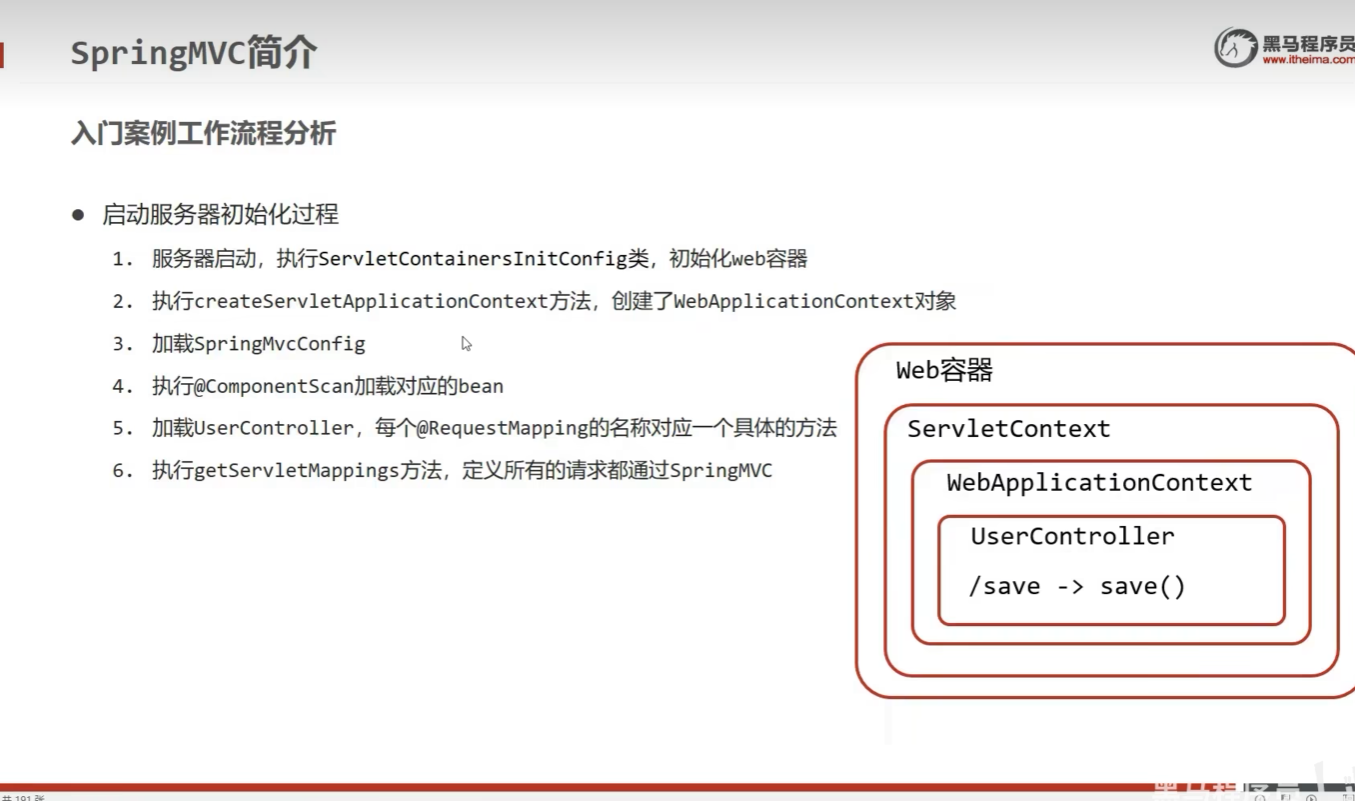 SpringMVC简介
黑马程序员
www.itheima.com
入门案例工作流程分析
● 启动服务器初始化过程
1. 服务器启动，执行ServletContainersInitConfig类，初始化web容器
2. 执行createServletApplicationContext方法，创建了WebApplicationContext对象
3. 加载SpringMvcConfig
4. 执行@ComponentScan加载对应的bean
5. 加载UserController，每个@RequestMapping的名称对应一个具体的方法
6. 执行getServletMappings方法，定义所有的请求都通过SpringMVC
Web容器
ServletContext
WebApplicationContext
UserController
/save -> save()
共 191 张